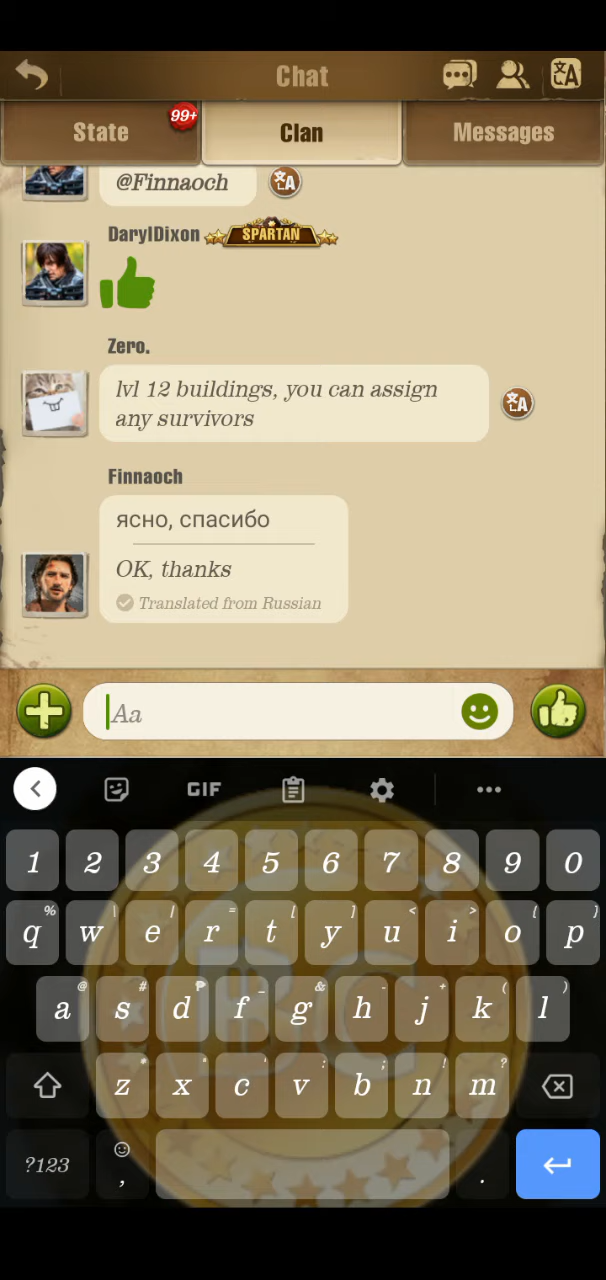 Chat
State
99+
Clan
Messages
@Finnaoch
DarylDixon SPARTAN
Zero.
lvl 12 buildings, you can assign
any survivors
Finnaoch
ясно, спасибо
OK, thanks
Translated from Russian
Aa
GIF
1 2 3 4 5 6 7 8 9 0
% \ | = [ ] < > { }
q w e r t y u i o p
@ # ₱ _ & - + ( )
a s d f g h j k l
* " ' : ; ! ?
z x c v b n m
?123 , .